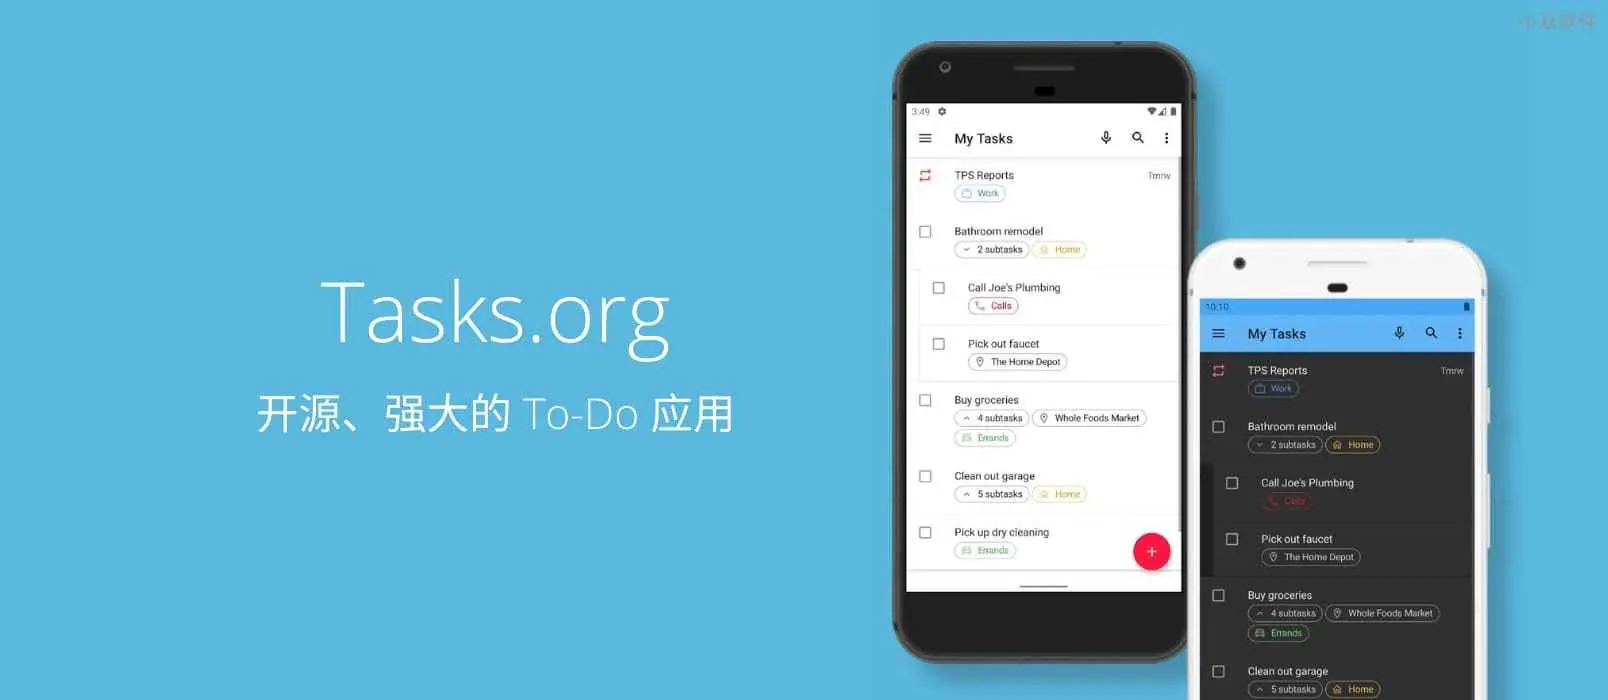 小众软件
Tasks.org
开源、强大的 To-Do 应用
3:49
My Tasks
TPS Reports
Tmrw
Work
Bathroom remodel
2 subtasks
Home
Call Joe's Plumbing
Calls
Pick out faucet
The Home Depot
Buy groceries
4 subtasks
Whole Foods Market
Errands
Clean out garage
5 subtasks
Home
Pick up dry cleaning
Errands
10:10
My Tasks
TPS Reports
Tmrw
Work
Bathroom remodel
2 subtasks
Home
Call Joe's Plumbing
Calls
Pick out faucet
The Home Depot
Buy groceries
4 subtasks
Whole Foods Market
Errands
Clean out garage
5 subtasks
Home